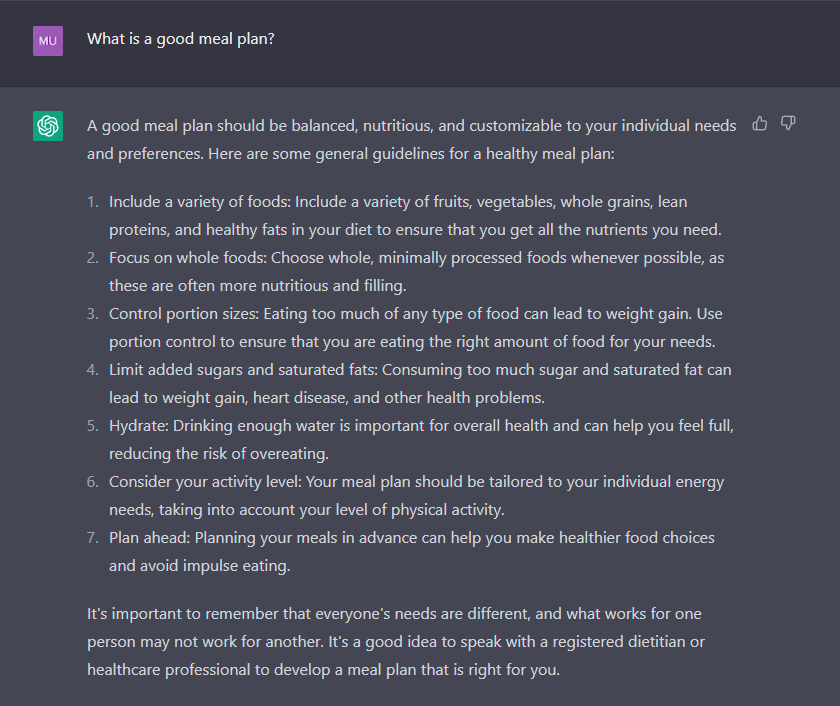 MU
What is a good meal plan?
A good meal plan should be balanced, nutritious, and customizable to your individual needs
and preferences. Here are some general guidelines for a healthy meal plan:
1. Include a variety of foods: Include a variety of fruits, vegetables, whole grains, lean
proteins, and healthy fats in your diet to ensure that you get all the nutrients you need.
2. Focus on whole foods: Choose whole, minimally processed foods whenever possible, as
these are often more nutritious and filling.
3. Control portion sizes: Eating too much of any type of food can lead to weight gain. Use
portion control to ensure that you are eating the right amount of food for your needs.
4. Limit added sugars and saturated fats: Consuming too much sugar and saturated fat can
lead to weight gain, heart disease, and other health problems.
5. Hydrate: Drinking enough water is important for overall health and can help you feel full,
reducing the risk of overeating.
6. Consider your activity level: Your meal plan should be tailored to your individual energy
needs, taking into account your level of physical activity.
7. Plan ahead: Planning your meals in advance can help you make healthier food choices
and avoid impulse eating.
It's important to remember that everyone's needs are different, and what works for one
person may not work for another. It's a good idea to speak with a registered dietitian or
healthcare professional to develop a meal plan that is right for you.